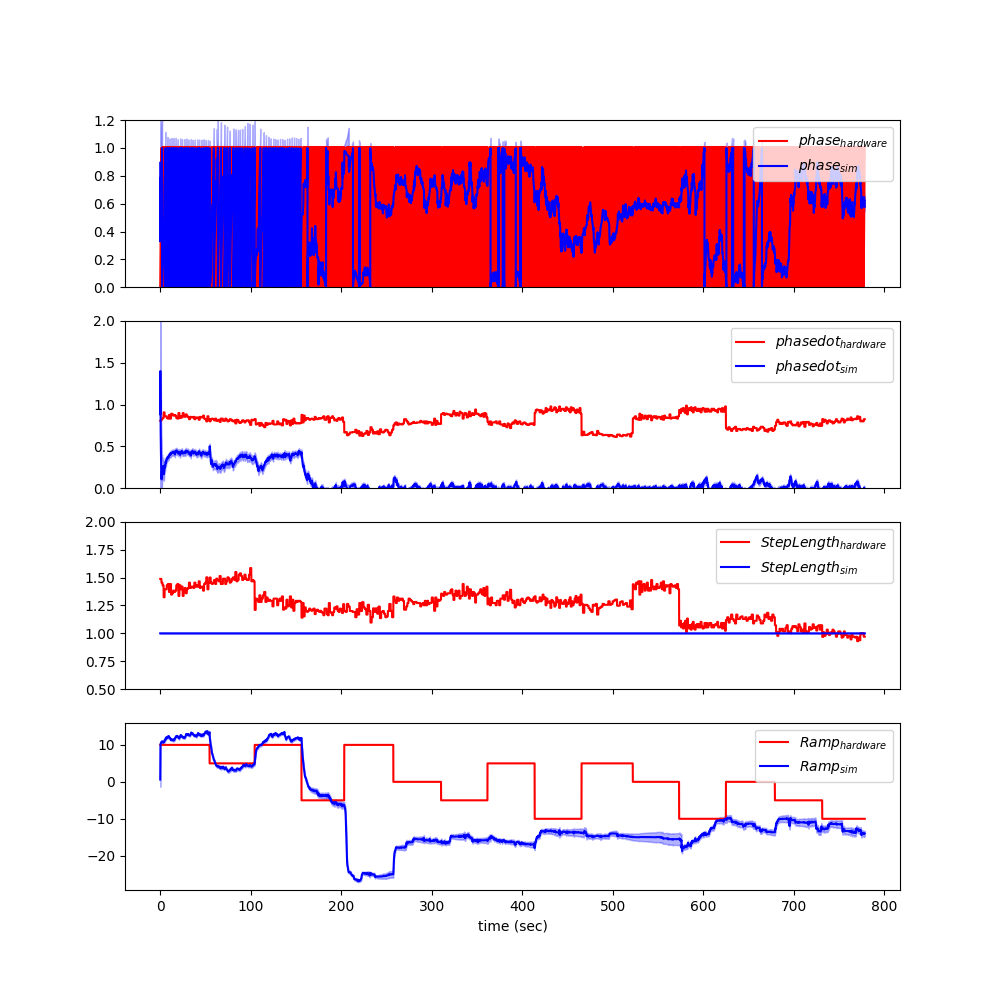 1.2
1.0
0.8
0.6
0.4
0.2
0.0
phase_hardware
phase_sim
2.0
1.5
1.0
0.5
0.0
phasedot_hardware
phasedot_sim
2.00
1.75
1.50
1.25
1.00
0.75
0.50
StepLength_hardware
StepLength_sim
10
0
−10
−20
Ramp_hardware
Ramp_sim
0 100 200 300 400 500 600 700 800
time (sec)